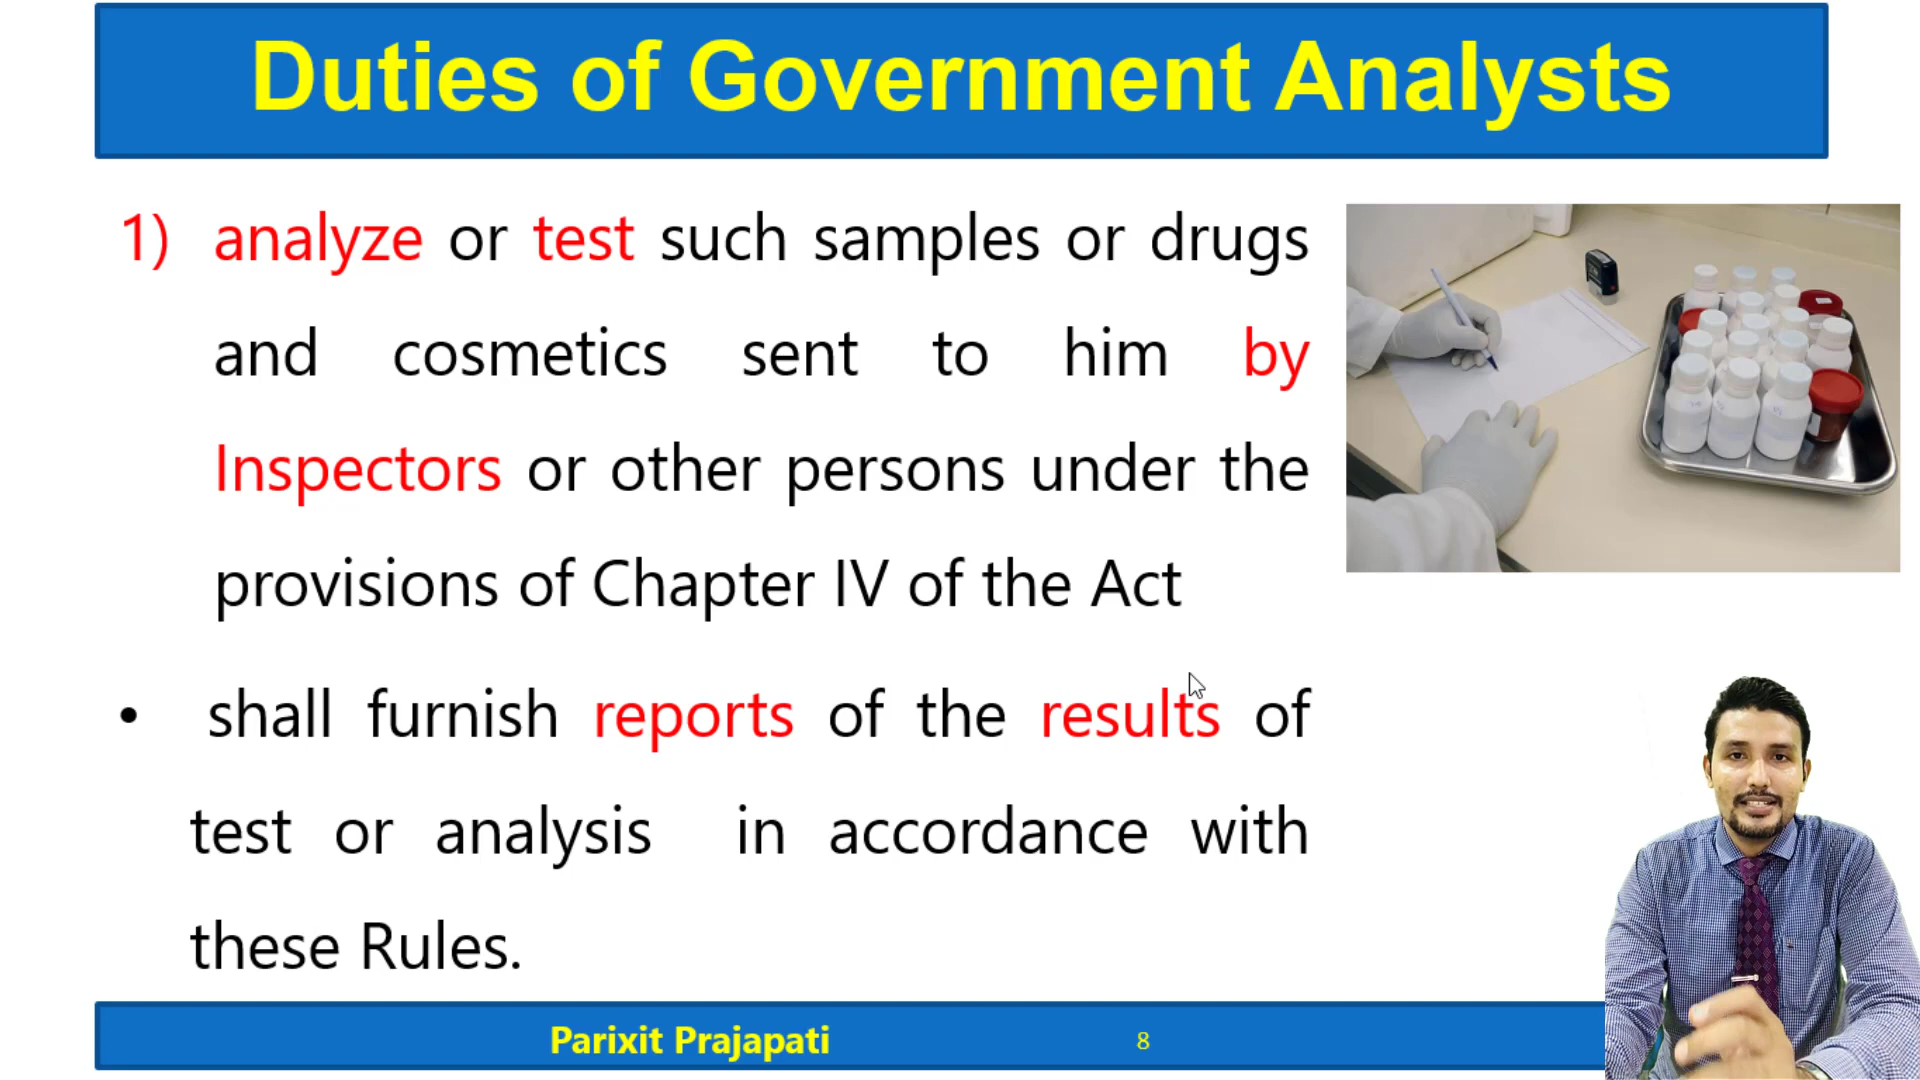 Duties of Government Analysts
1) analyze or test such samples or drugs
and cosmetics sent to him by
Inspectors or other persons under the
provisions of Chapter IV of the Act
• shall furnish reports of the results of
test or analysis in accordance with
these Rules.
Parixit Prajapati
8